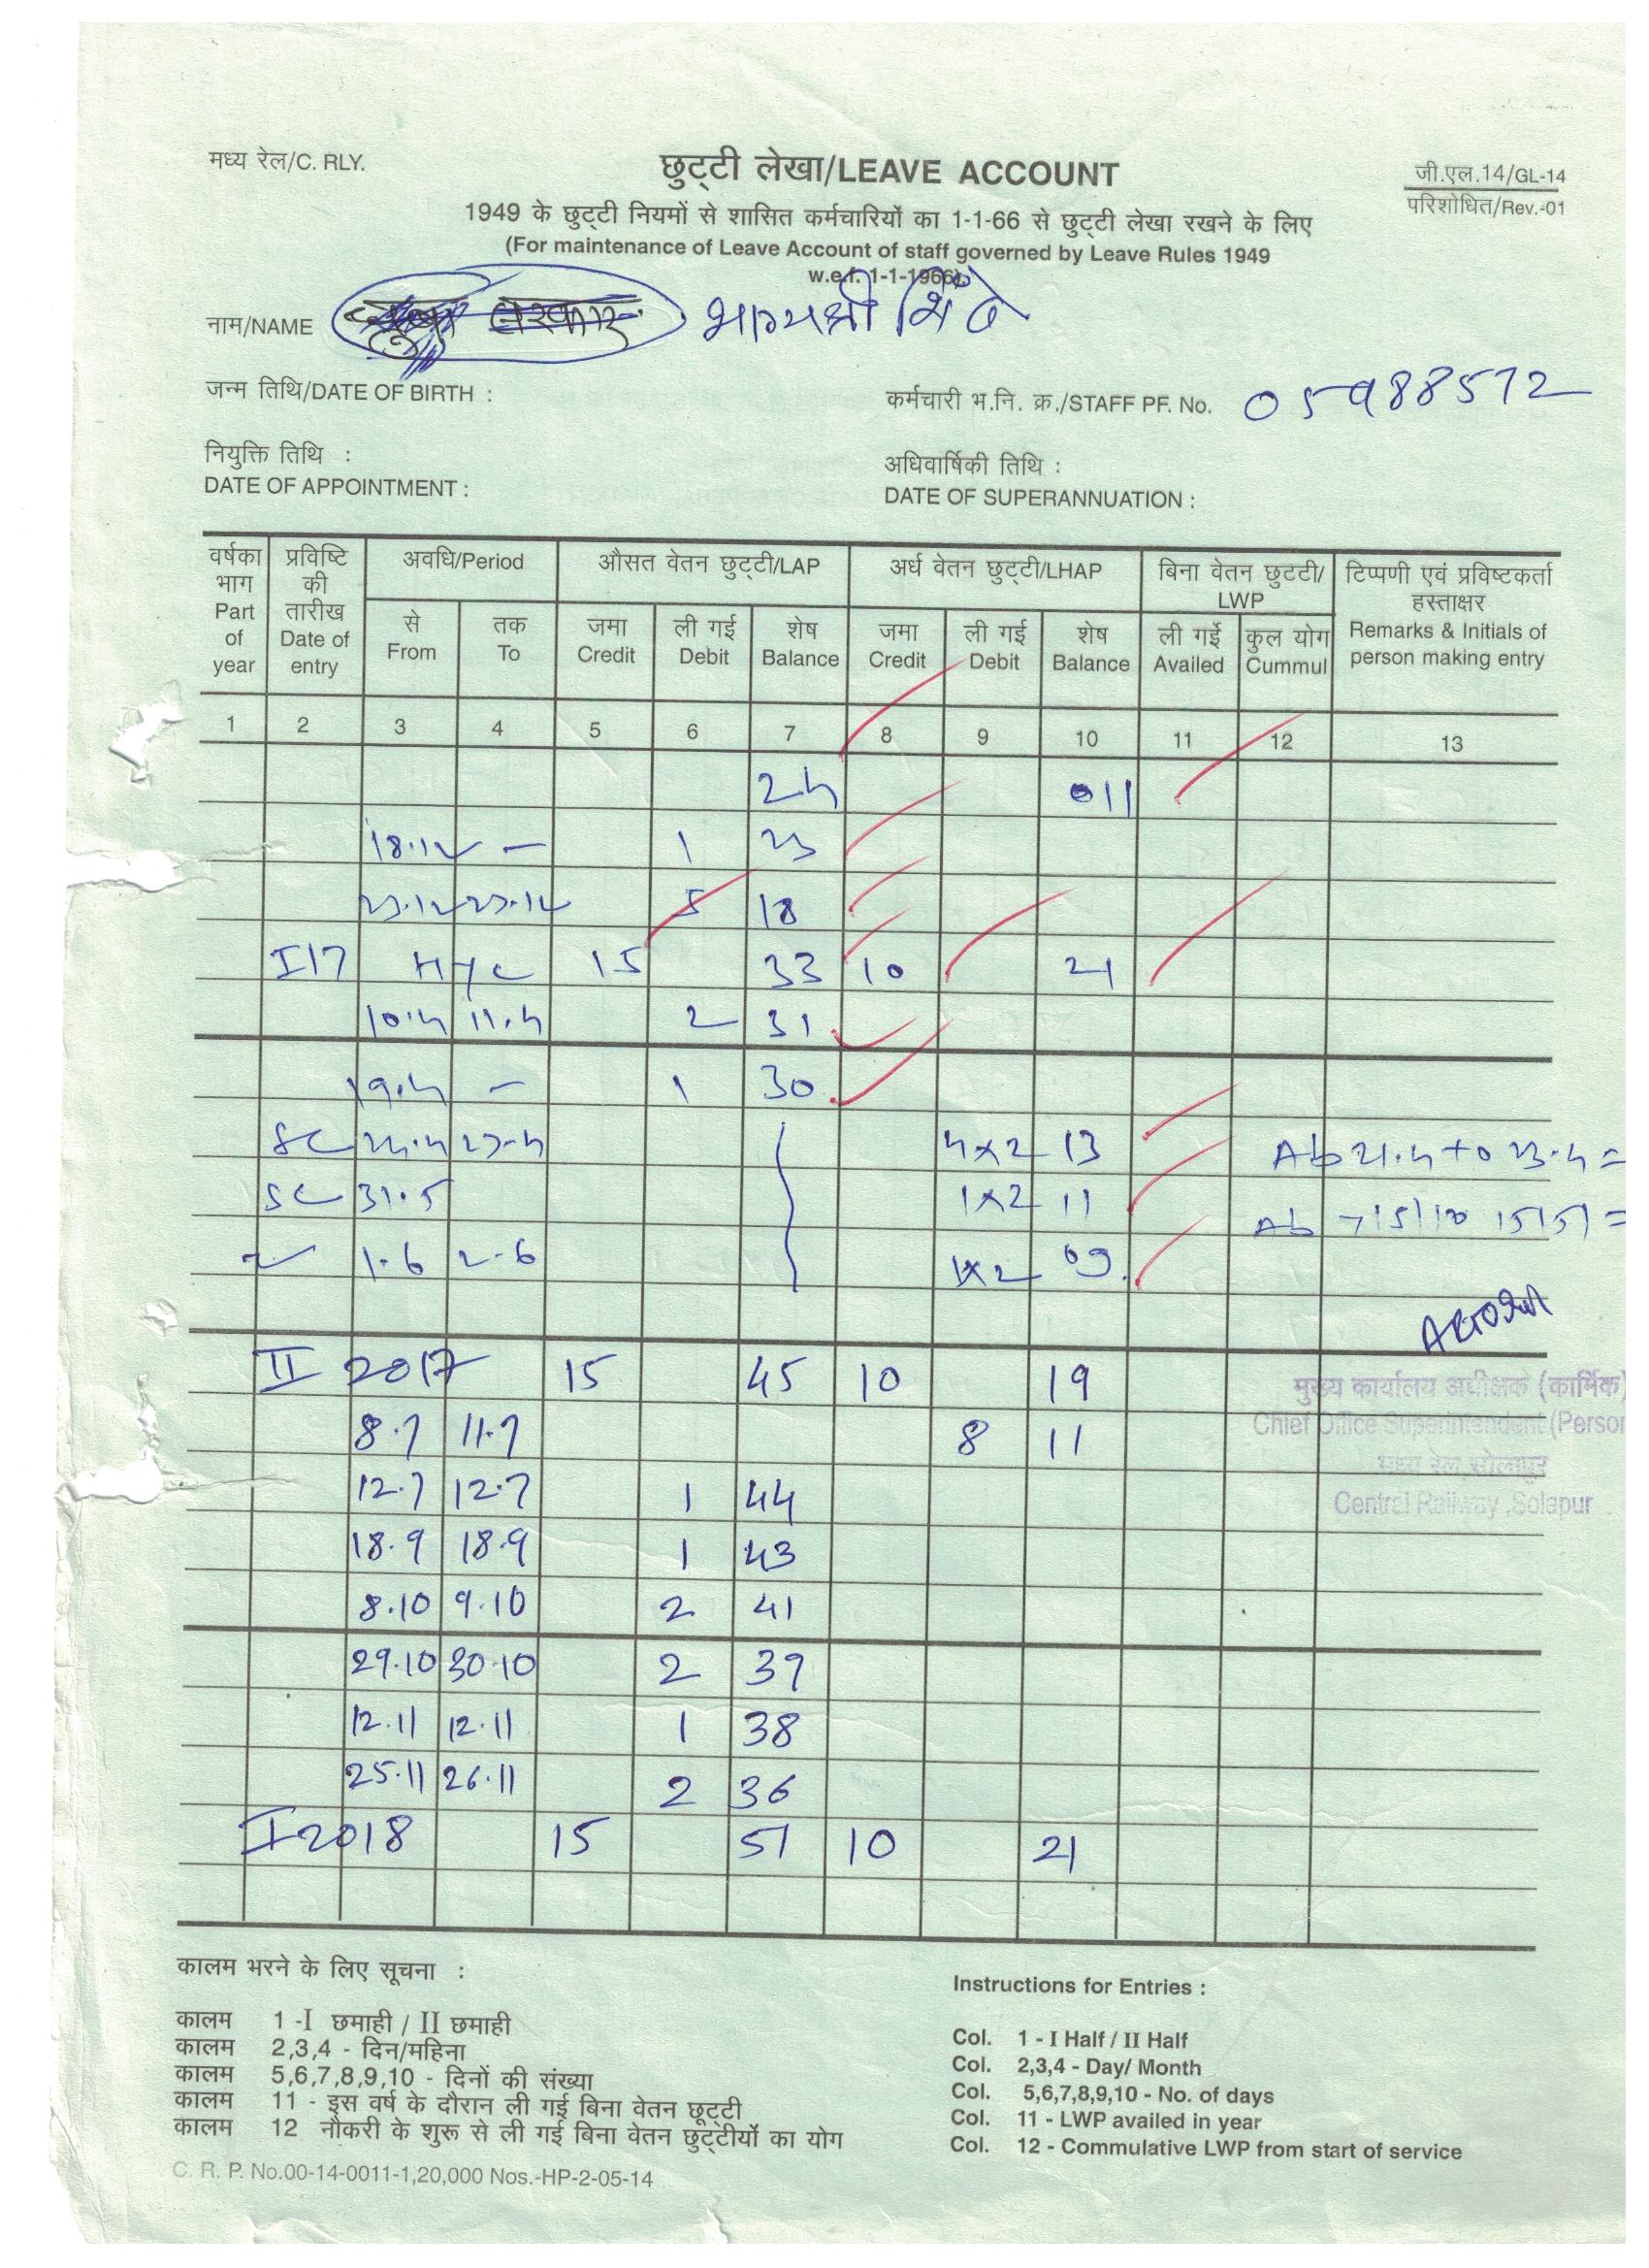 मध्य रेल/C. RLY.
छुट्टी लेखा/LEAVE ACCOUNT
जी.एल.14/GL-14
परिशोधित/Rev.-01
1949 के छुट्टी नियमों से शासित कर्मचारियों का 1-1-66 से छुट्टी लेखा रखने के लिए
(For maintenance of Leave Account of staff governed by Leave Rules 1949
w.e.f. 1-1-1966)
नाम/NAME भाग्यश्री शिंदे
जन्म तिथि/DATE OF BIRTH :
कर्मचारी भ.नि. क्र./STAFF PF. No. 05988572
नियुक्ति तिथि :
DATE OF APPOINTMENT :
अधिवार्षिकी तिथि :
DATE OF SUPERANNUATION :
वर्षका भाग Part of year
प्रविष्टि की तारीख Date of entry
अवधि/Period
औसत वेतन छुट्टी/LAP
अर्ध वेतन छुट्टी/LHAP
बिना वेतन छुटटी/ LWP
टिप्पणी एवं प्रविष्टकर्ता हस्ताक्षर Remarks & Initials of person making entry
से From
तक To
जमा Credit
ली गई Debit
शेष Balance
जमा Credit
ली गई Debit
शेष Balance
ली गई Availed
कुल योग Cummul
1 2 3 4 5 6 7 8 9 10 11 12 13
24 011
18.12 - 1 23
23.12 27.12 5 18
I17 HYC 15 33 10 21
10.4 11.4 2 31
19.4 - 1 30
SC 24.4 27.4 4x2 13 Ab 21.4 to 23.4 =
SC 31.5 1x2 11 Ab 7/5/ to 15/5/ =
1.6 2.6 1x2 09.
II 2017 15 45 10 19
मुख्य कार्यालय अधीक्षक (कार्मिक)
8.7 11.7 8 11
Chief Office Superintendent (Person
मध्य रेल, सोलापुर
12.7 12.7 1 44
Central Railway, Solapur
18.9 18.9 1 43
8.10 9.10 2 41
29.10 30.10 2 39
12.11 12.11 1 38
25.11 26.11 2 36
I 2018 15 51 10 21
कालम भरने के लिए सूचना :
कालम 1 -I छमाही / II छमाही
कालम 2,3,4 - दिन/महिना
कालम 5,6,7,8,9,10 - दिनों की संख्या
कालम 11 - इस वर्ष के दौरान ली गई बिना वेतन छूट्टी
कालम 12 नौकरी के शुरू से ली गई बिना वेतन छुट्टीयों का योग
Instructions for Entries :
Col. 1 - I Half / II Half
Col. 2,3,4 - Day/ Month
Col. 5,6,7,8,9,10 - No. of days
Col. 11 - LWP availed in year
Col. 12 - Commulative LWP from start of service
C. R. P. No.00-14-0011-1,20,000 Nos.-HP-2-05-14